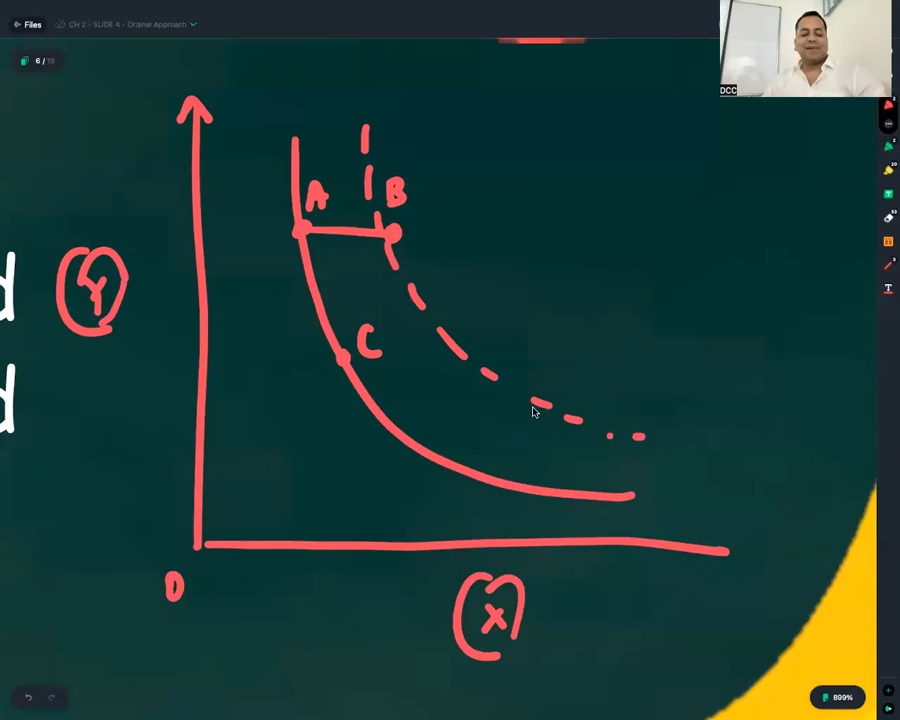 Files
CH 2 - SLIDE 4 - Ordinal Approach
6 / 13
DCC
A
B
d
Y
C
d
O
X
899%